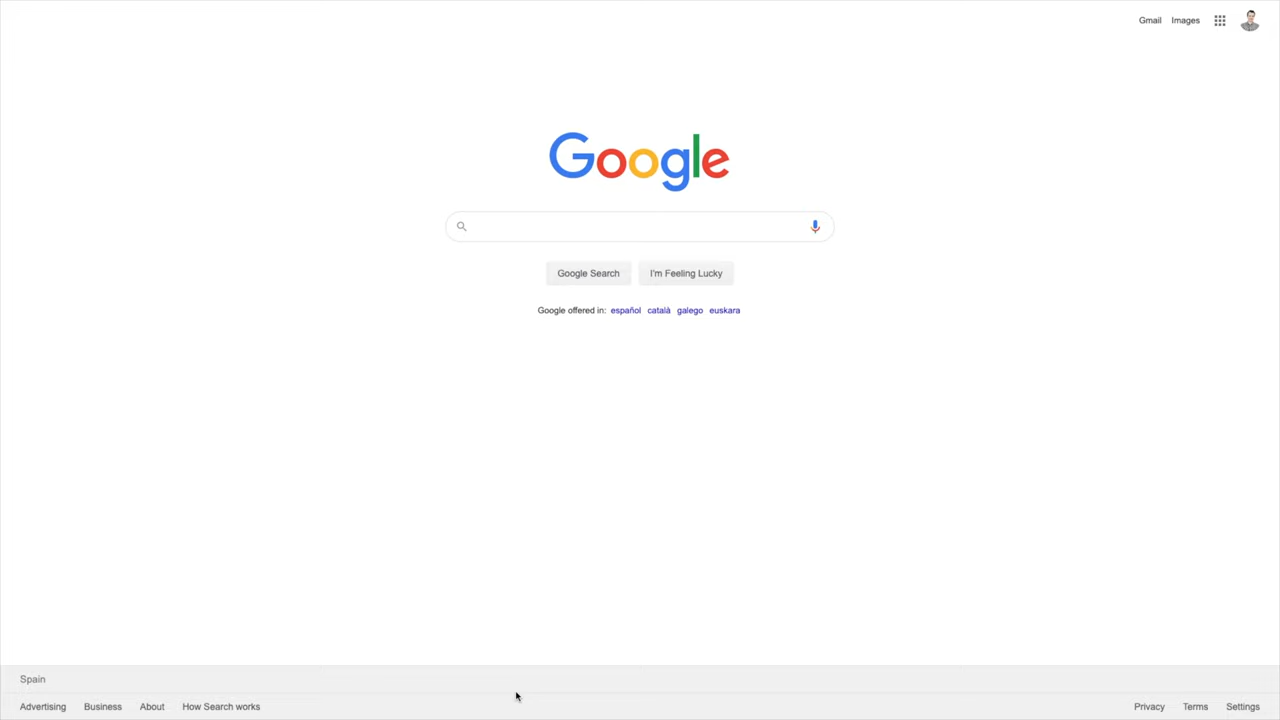 Gmail Images
Google
Google Search I'm Feeling Lucky
Google offered in: español català galego euskara
Spain
Advertising Business About How Search works Privacy Terms Settings